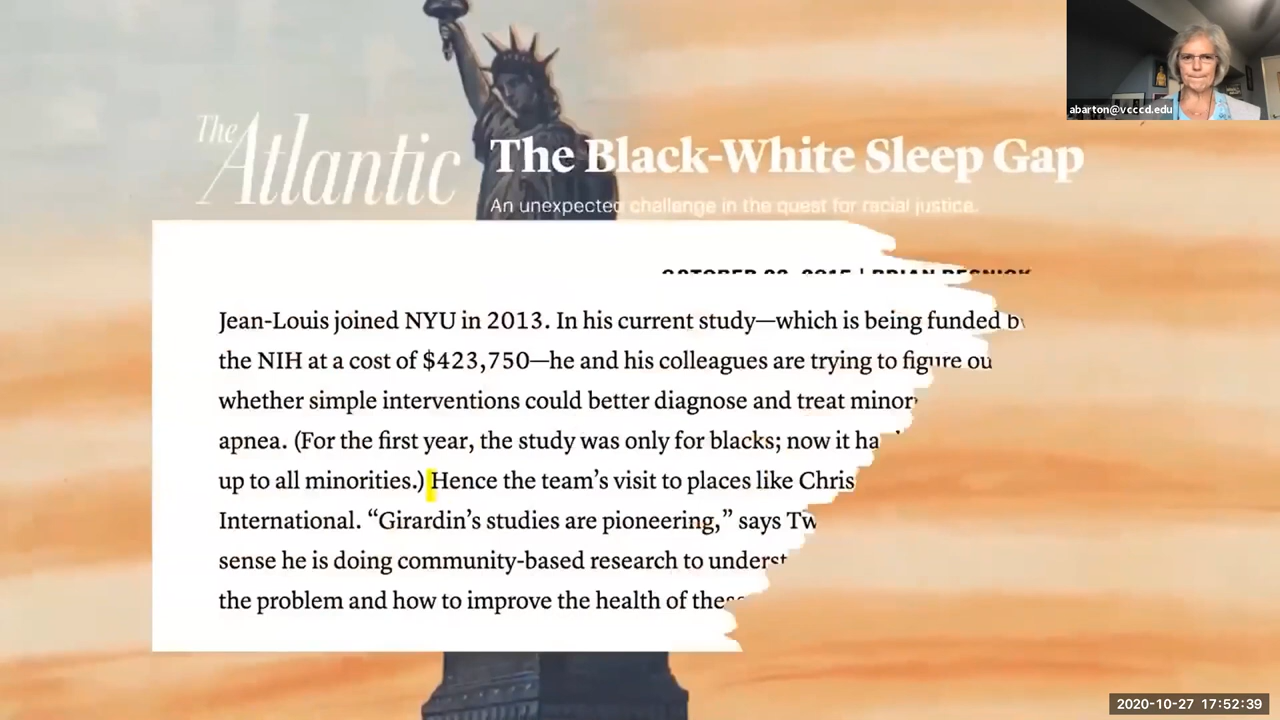 abarton@vcccd.edu
The Atlantic
The Black-White Sleep Gap
An unexpected challenge in the quest for racial justice.
Jean-Louis joined NYU in 2013. In his current study—which is being funded
the NIH at a cost of $423,750—he and his colleagues are trying to figure ou
whether simple interventions could better diagnose and treat minor
apnea. (For the first year, the study was only for blacks; now it ha
up to all minorities.) Hence the team’s visit to places like Chris
International. “Girardin’s studies are pioneering,” says Tw
sense he is doing community-based research to underst
the problem and how to improve the health of these
2020-10-27 17:52:39